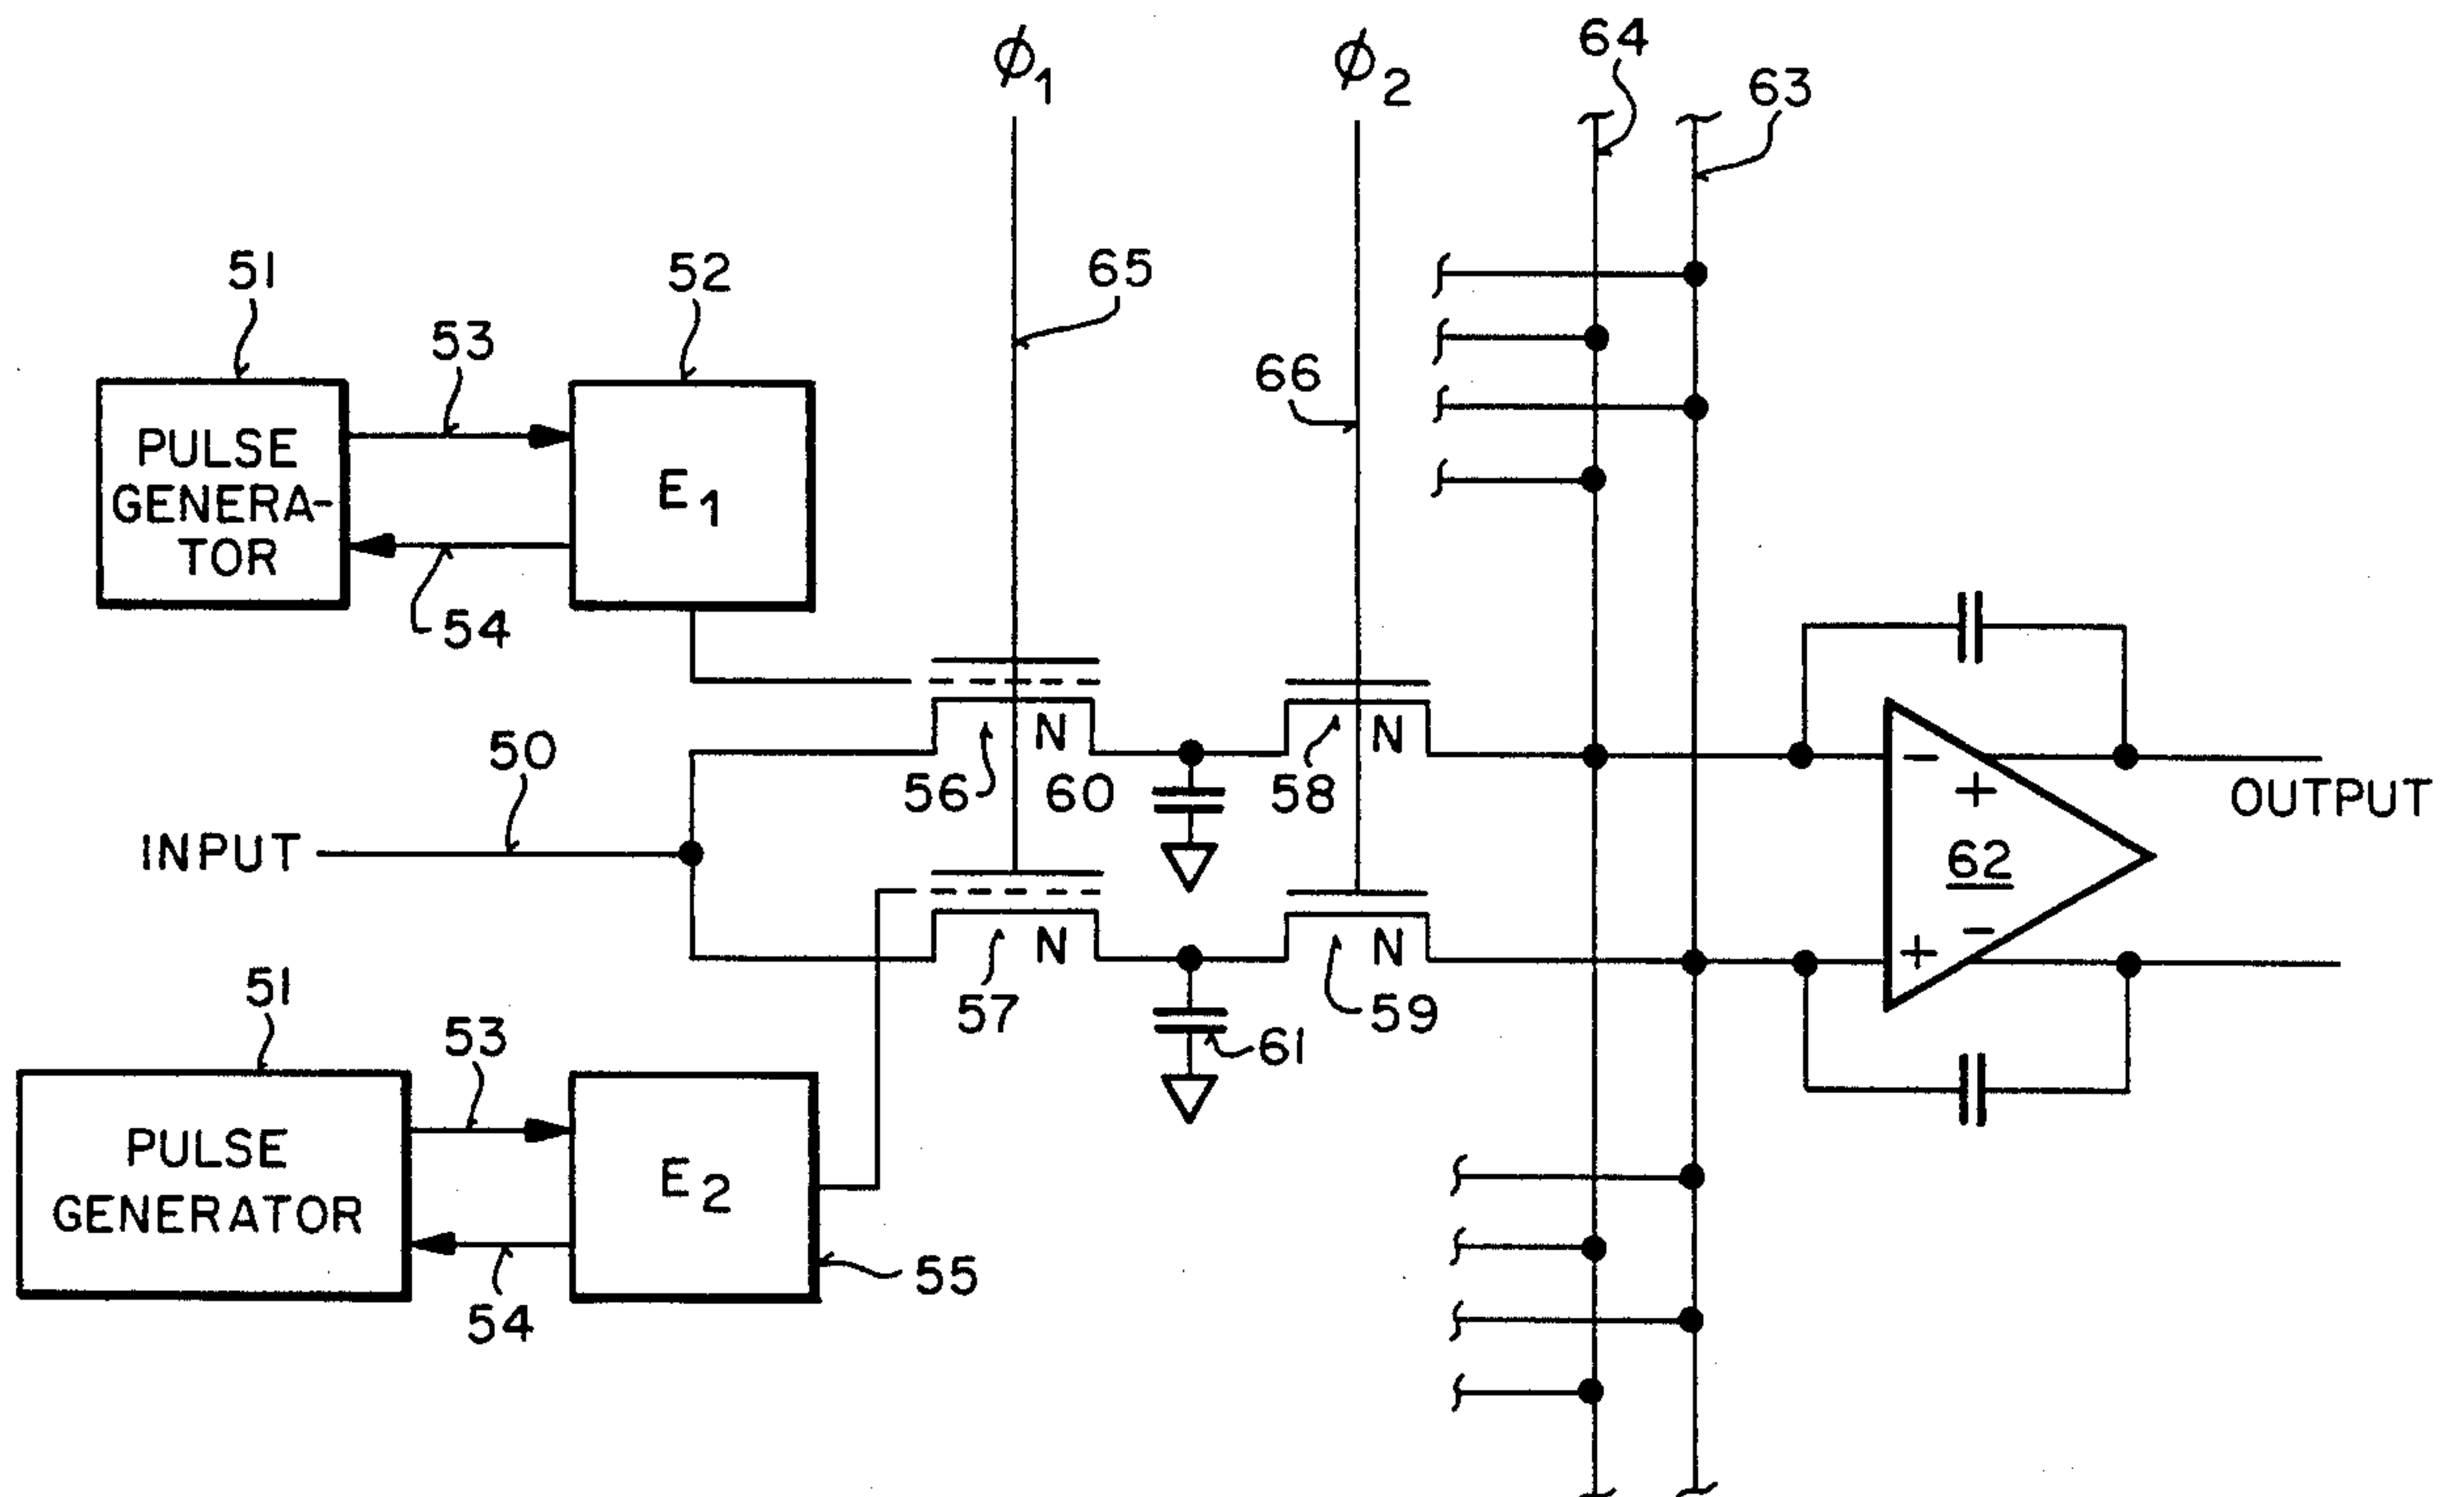 ϕ1
ϕ2
64
63
51
52
65
53
66
PULSE
GENERA-
TOR
E1
54
50
N
N
56
60
58
OUTPUT
INPUT
-
+
62
51
57
N
N
59
+
-
53
61
PULSE
GENERATOR
E2
55
54